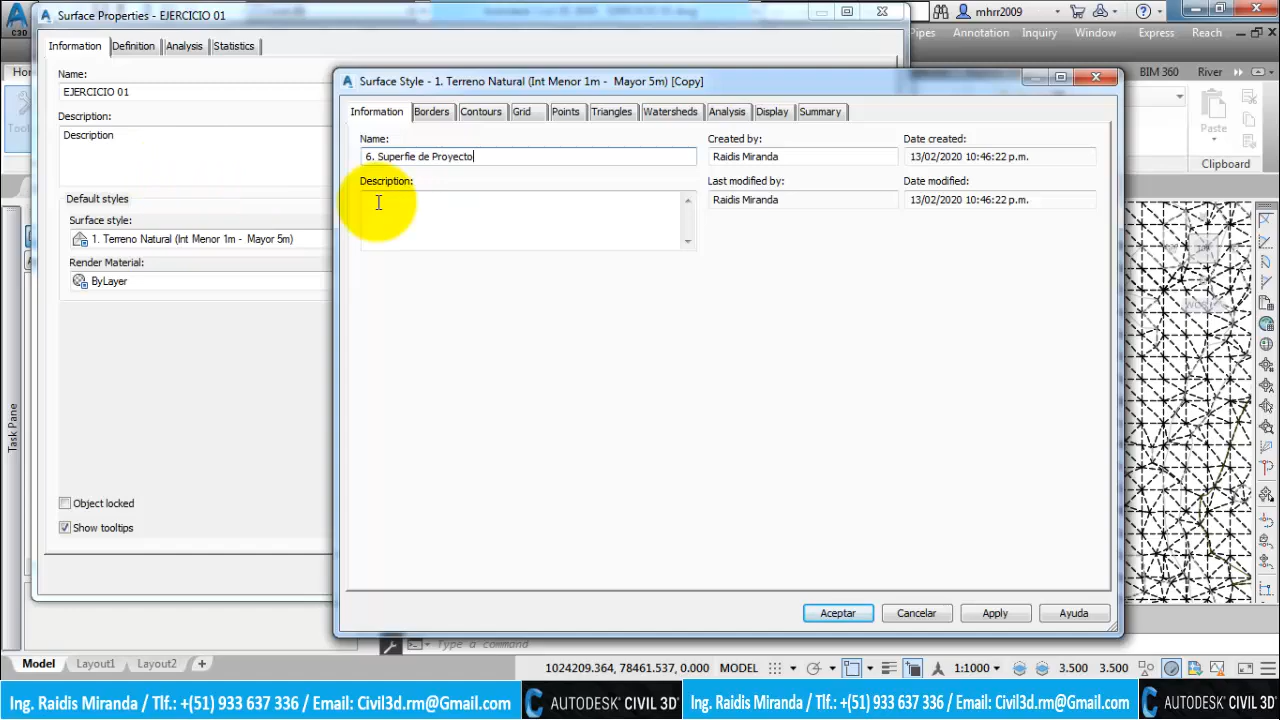 Surface Properties - EJERCICIO 01
mhrr2009
C3D
Pipes Annotation Inquiry Window Express Reach
Information Definition Analysis Statistics
Name:
EJERCICIO 01
Description:
Description
Default styles
Surface style:
1. Terreno Natural (Int Menor 1m - Mayor 5m)
Render Material:
ByLayer
Object locked
Show tooltips
Surface Style - 1. Terreno Natural (Int Menor 1m - Mayor 5m) [Copy]
Information Borders Contours Grid Points Triangles Watersheds Analysis Display Summary
Name:
6. Superfie de Proyecto
Created by:
Raidis Miranda
Date created:
13/02/2020 10:46:22 p.m.
Description:
Last modified by:
Raidis Miranda
Date modified:
13/02/2020 10:46:22 p.m.
Aceptar Cancelar Apply Ayuda
BIM 360 River
Paste
Clipboard
Task Pane
Type a command
Model Layout1 Layout2 +
1024209.364, 78461.537, 0.000 MODEL 1:1000 3.500 3.500
Ing. Raidis Miranda / Tlf.: +(51) 933 637 336 / Email: Civil3d.rm@Gmail.com
AUTODESK® CIVIL 3D®
Ing. Raidis Miranda / Tlf.: +(51) 933 637 336 / Email: Civil3d.rm@Gmail.com
AUTODESK® CIVIL 3D